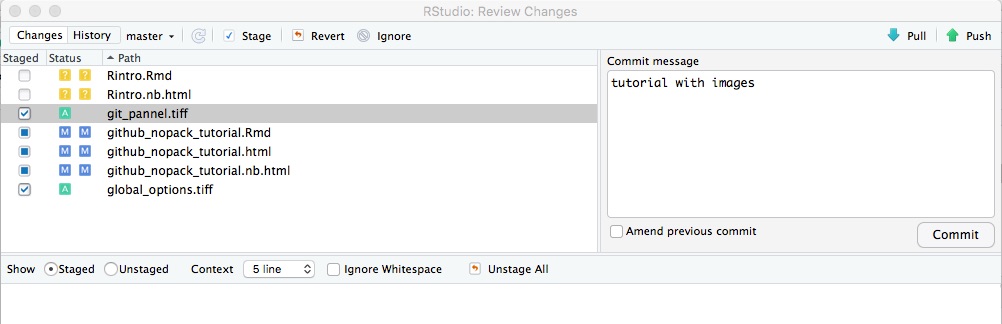 RStudio: Review Changes
Changes History master Stage Revert Ignore Pull Push
Staged Status Path Commit message
? ? Rintro.Rmd
tutorial with images
? ? Rintro.nb.html
A git_pannel.tiff
M M github_nopack_tutorial.Rmd
M M github_nopack_tutorial.html
M M github_nopack_tutorial.nb.html
A global_options.tiff
Amend previous commit Commit
Show Staged Unstaged Context 5 line Ignore Whitespace Unstage All